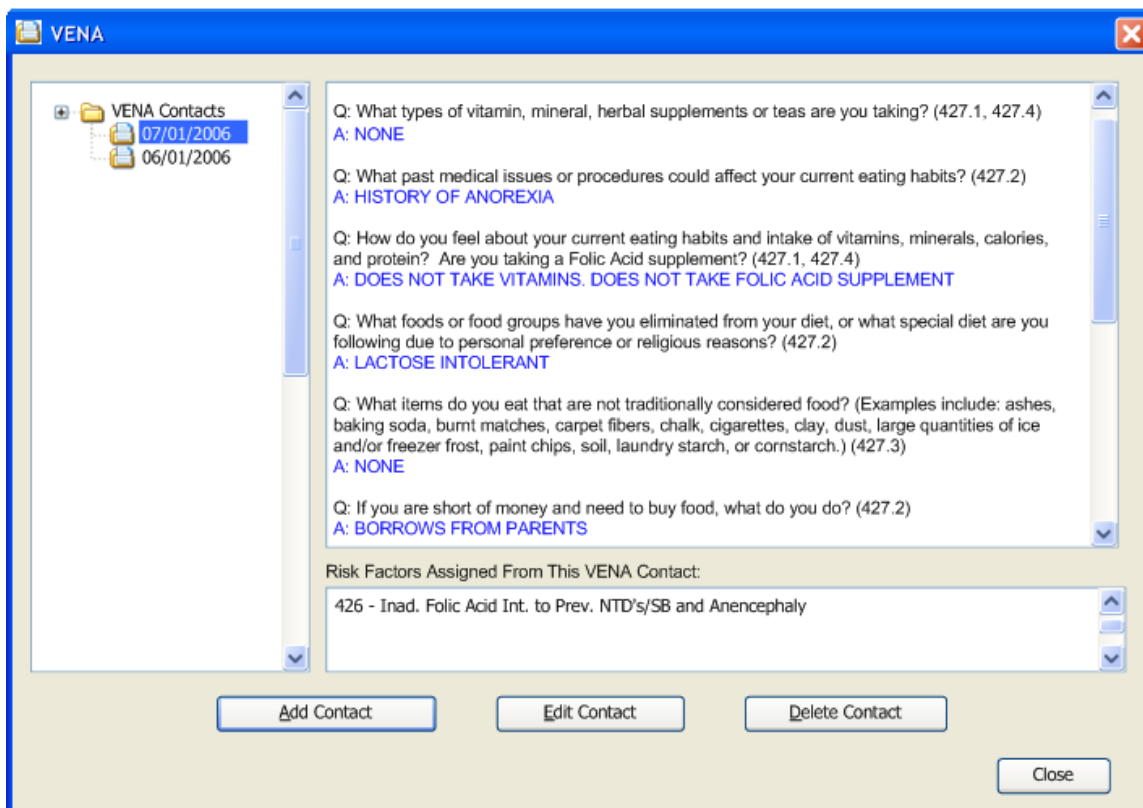 VENA
VENA Contacts
07/01/2006
06/01/2006
Q: What types of vitamin, mineral, herbal supplements or teas are you taking? (427.1, 427.4)
A: NONE
Q: What past medical issues or procedures could affect your current eating habits? (427.2)
A: HISTORY OF ANOREXIA
Q: How do you feel about your current eating habits and intake of vitamins, minerals, calories,
and protein?  Are you taking a Folic Acid supplement? (427.1, 427.4)
A: DOES NOT TAKE VITAMINS. DOES NOT TAKE FOLIC ACID SUPPLEMENT
Q: What foods or food groups have you eliminated from your diet, or what special diet are you
following due to personal preference or religious reasons? (427.2)
A: LACTOSE INTOLERANT
Q: What items do you eat that are not traditionally considered food? (Examples include: ashes,
baking soda, burnt matches, carpet fibers, chalk, cigarettes, clay, dust, large quantities of ice
and/or freezer frost, paint chips, soil, laundry starch, or cornstarch.) (427.3)
A: NONE
Q: If you are short of money and need to buy food, what do you do? (427.2)
A: BORROWS FROM PARENTS
Risk Factors Assigned From This VENA Contact:
426 - Inad. Folic Acid Int. to Prev. NTD's/SB and Anencephaly
Add Contact
Edit Contact
Delete Contact
Close